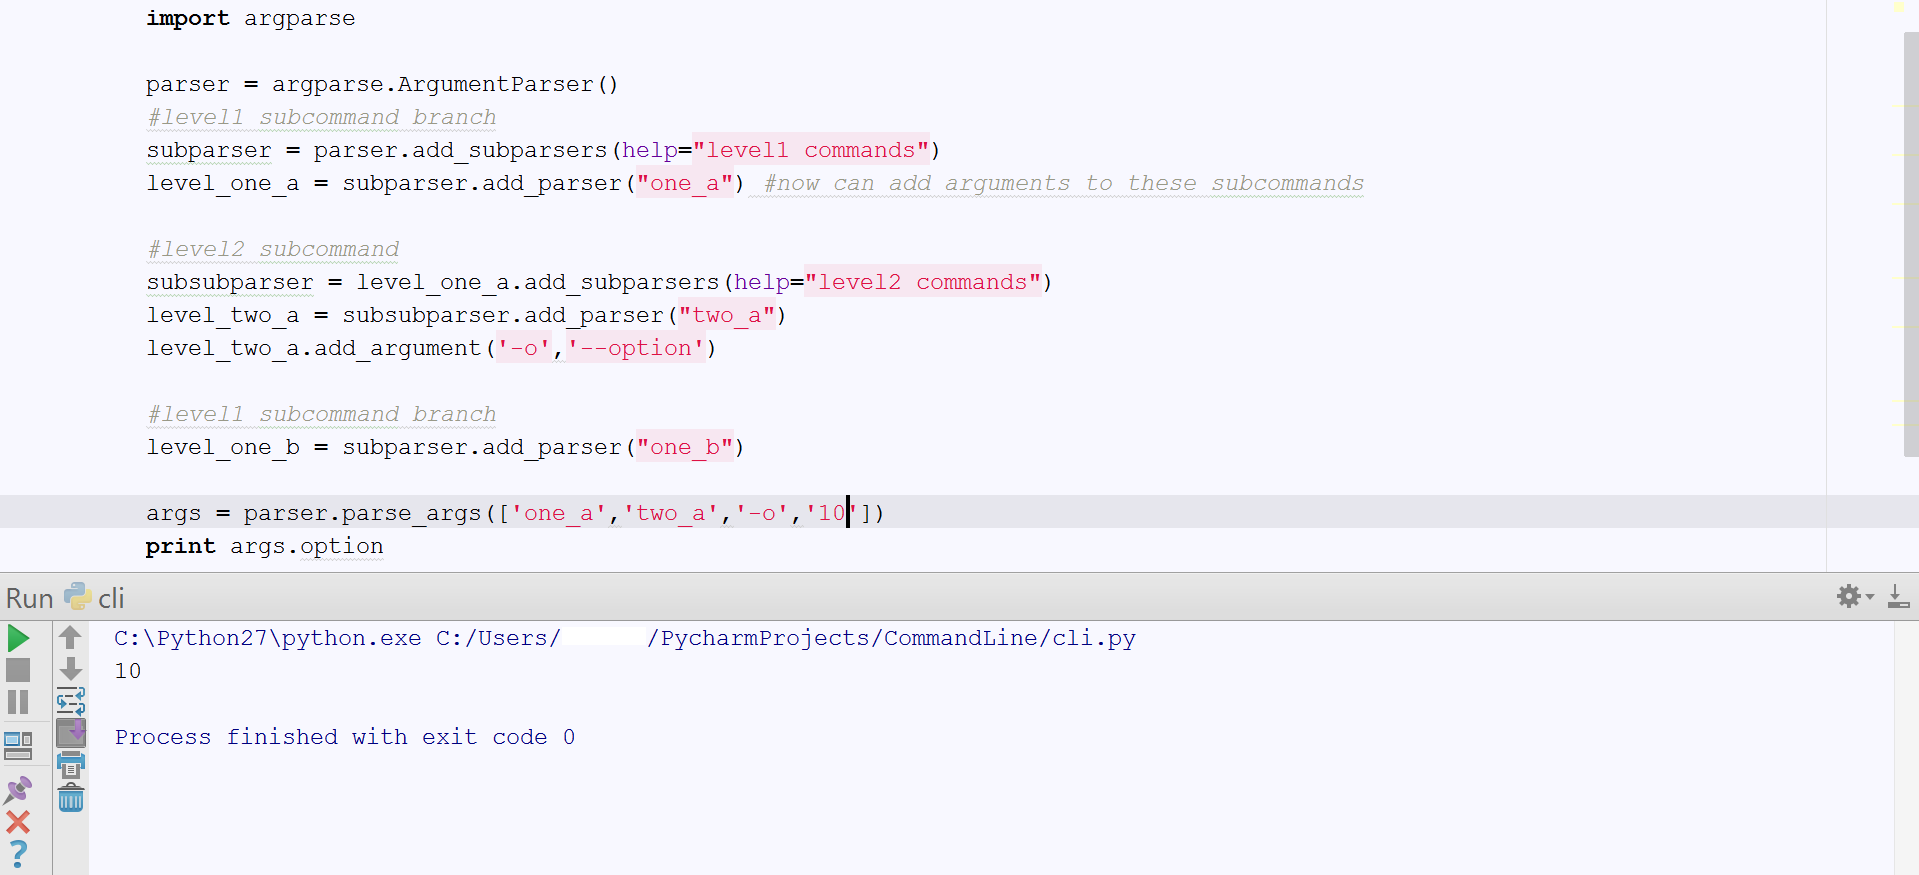 import argparse
parser = argparse.ArgumentParser()
#level1 subcommand branch
subparser = parser.add_subparsers(help="level1 commands")
level_one_a = subparser.add_parser("one_a") #now can add arguments to these subcommands
#level2 subcommand
subsubparser = level_one_a.add_subparsers(help="level2 commands")
level_two_a = subsubparser.add_parser("two_a")
level_two_a.add_argument('-o','--option')
#level1 subcommand branch
level_one_b = subparser.add_parser("one_b")
args = parser.parse_args(['one_a','two_a','-o','10'])
print args.option
Run cli
C:\Python27\python.exe C:/Users/ /PycharmProjects/CommandLine/cli.py
10
Process finished with exit code 0